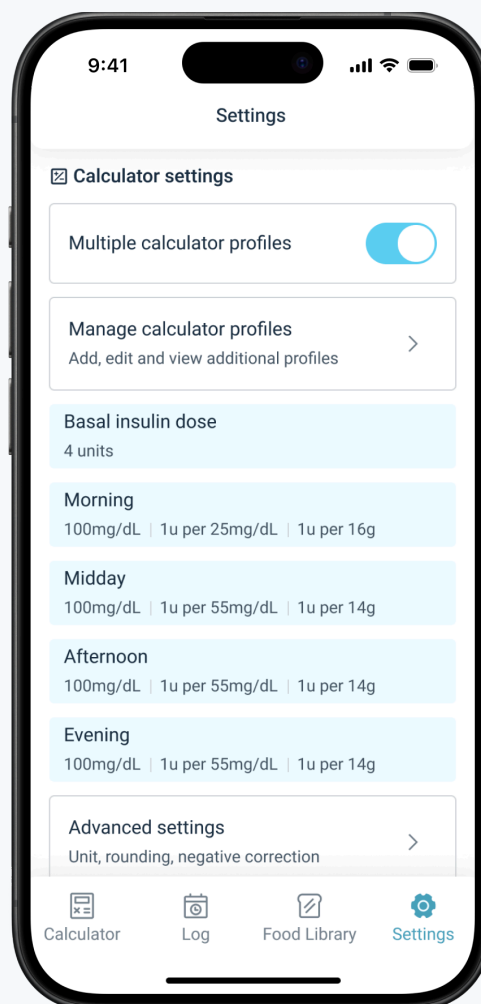 9:41
Settings
Calculator settings
Multiple calculator profiles
Manage calculator profiles
Add, edit and view additional profiles
Basal insulin dose
4 units
Morning
100mg/dL | 1u per 25mg/dL | 1u per 16g
Midday
100mg/dL | 1u per 55mg/dL | 1u per 14g
Afternoon
100mg/dL | 1u per 55mg/dL | 1u per 14g
Evening
100mg/dL | 1u per 55mg/dL | 1u per 14g
Advanced settings
Unit, rounding, negative correction
Calculator Log Food Library Settings